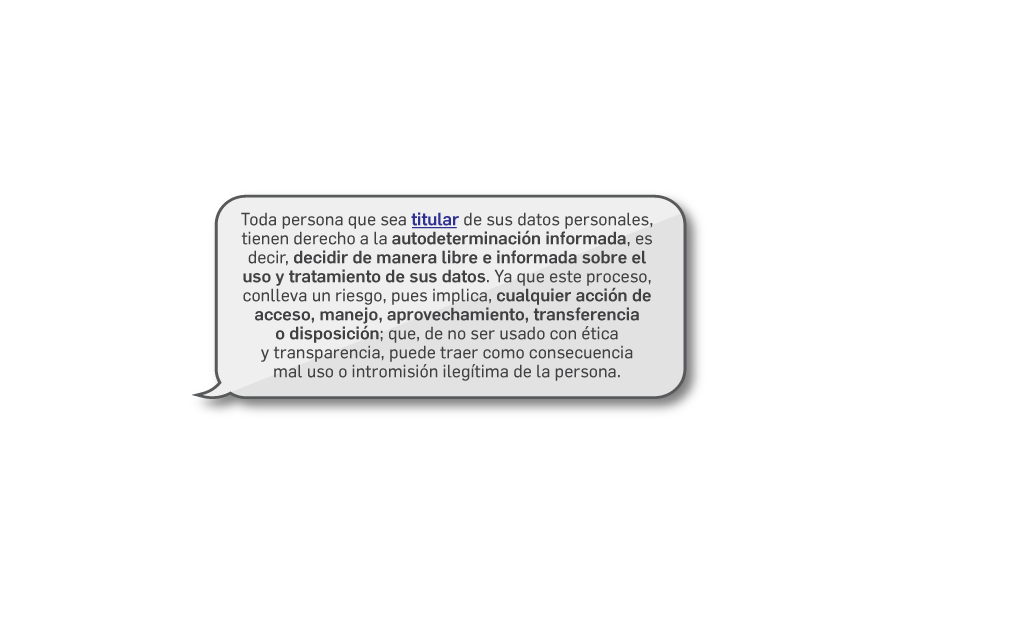 Toda persona que sea titular de sus datos personales,
tienen derecho a la autodeterminación informada, es
decir, decidir de manera libre e informada sobre el
uso y tratamiento de sus datos. Ya que este proceso,
conlleva un riesgo, pues implica, cualquier acción de
acceso, manejo, aprovechamiento, transferencia
o disposición; que, de no ser usado con ética
y transparencia, puede traer como consecuencia
mal uso o intromisión ilegítima de la persona.